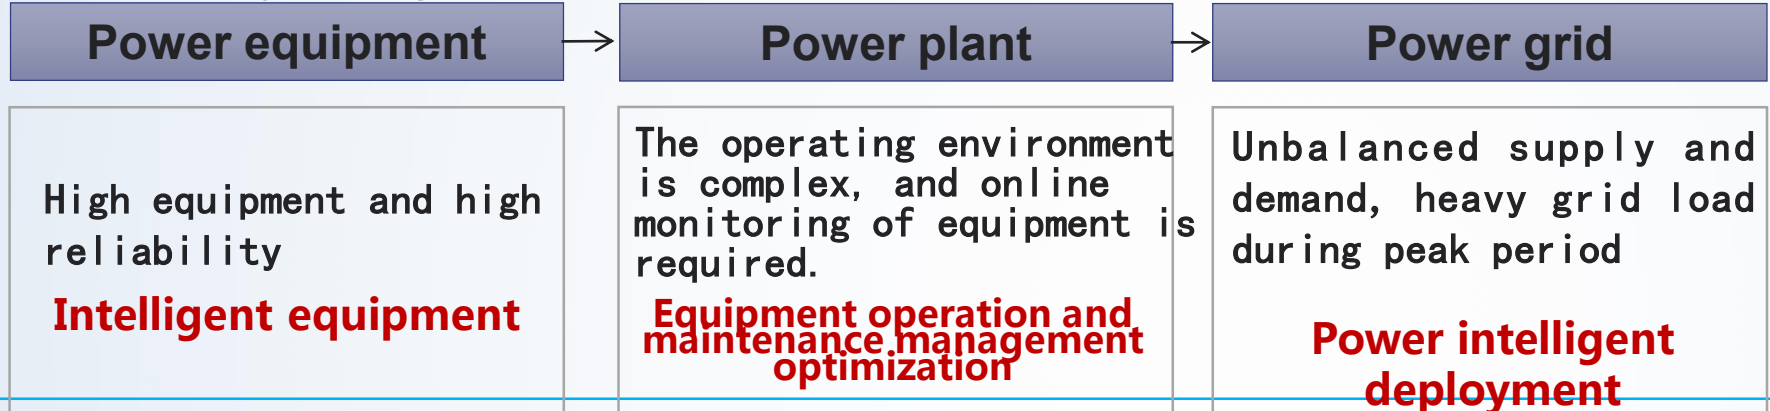 Power equipment
Power plant
Power grid
High equipment and high
reliability
Intelligent equipment
The operating environment
is complex, and online
monitoring of equipment is
required.
Equipment operation and
maintenance management
optimization
Unbalanced supply and
demand, heavy grid load
during peak period
Power intelligent
deployment